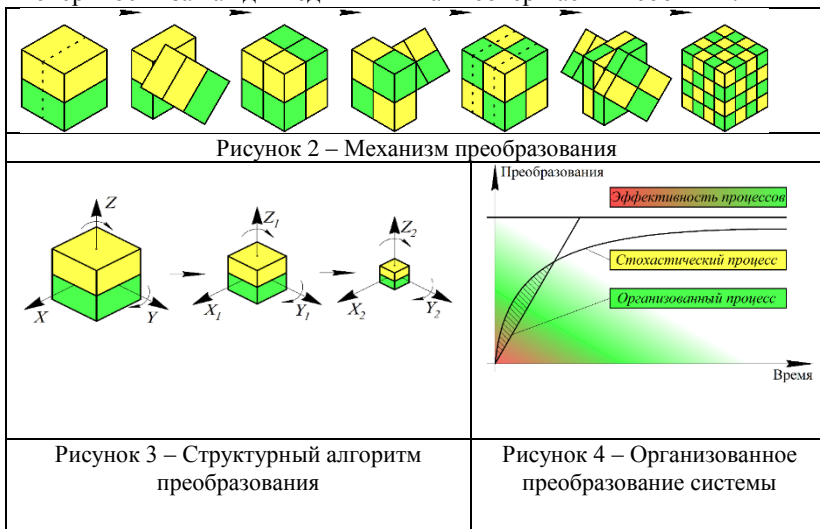 Рисунок 2 – Механизм преобразования
Z
X
Y
Z1
X1
Y1
Z2
X2
Y2
Преобразования
Эффективность процессов
Стохастический процесс
Организованный процесс
Время
Рисунок 3 – Структурный алгоритм
преобразования
Рисунок 4 – Организованное
преобразование системы